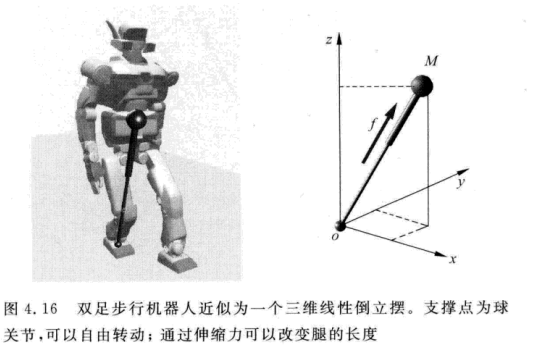 z
M
f
y
o
x
图 4.16 双足步行机器人近似为一个三维线性倒立摆。支撑点为球
关节,可以自由转动;通过伸缩力可以改变腿的长度